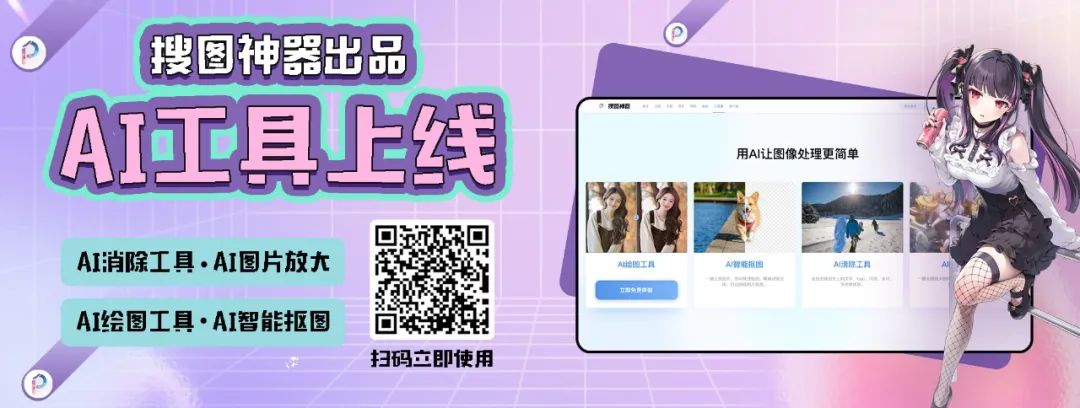 搜图神器出品
AI工具上线
AI消除工具·AI图片放大
AI绘图工具·AI智能抠图
扫码立即使用
搜图神器
用AI让图像处理更简单
AI绘图工具
AI智能抠图
AI消除工具
立即免费体验